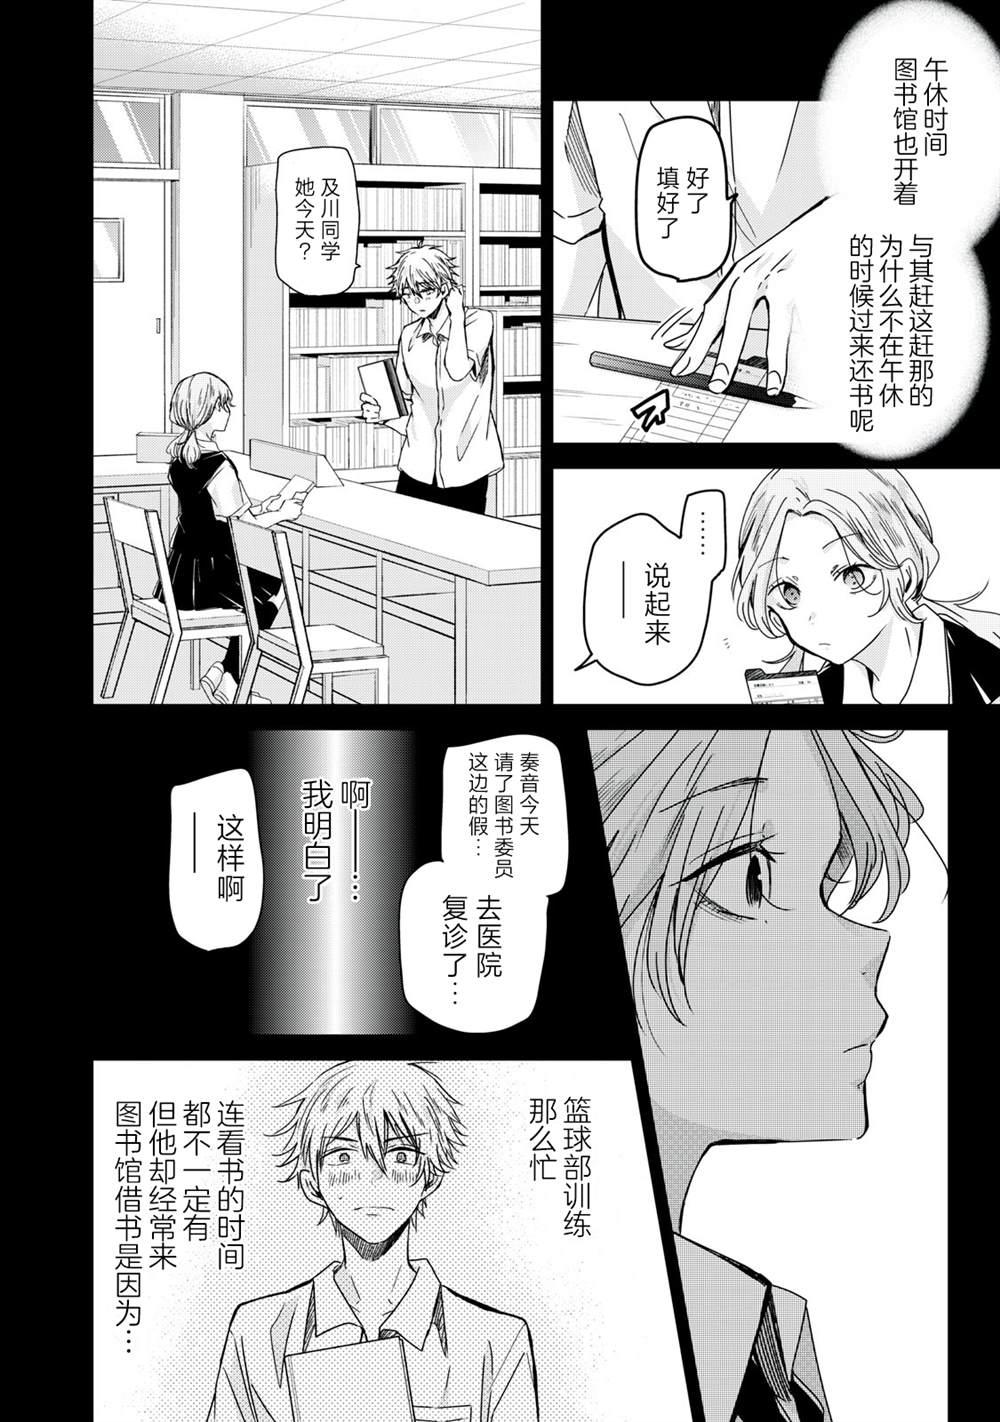 午休时间
图书馆也开着
与其赶这赶那的
为什么不在午休
的时候过来还书呢
好了
填好了
……
说起来
——
及川同学
她今天？
奏音今天
请了图书委员
这边的假…
去医院
复诊了…
啊——…
我明白了
这样啊
——
篮球部训练
那么忙
连看书的时间
都不一定有
但他却经常来
图书馆借书是因为…